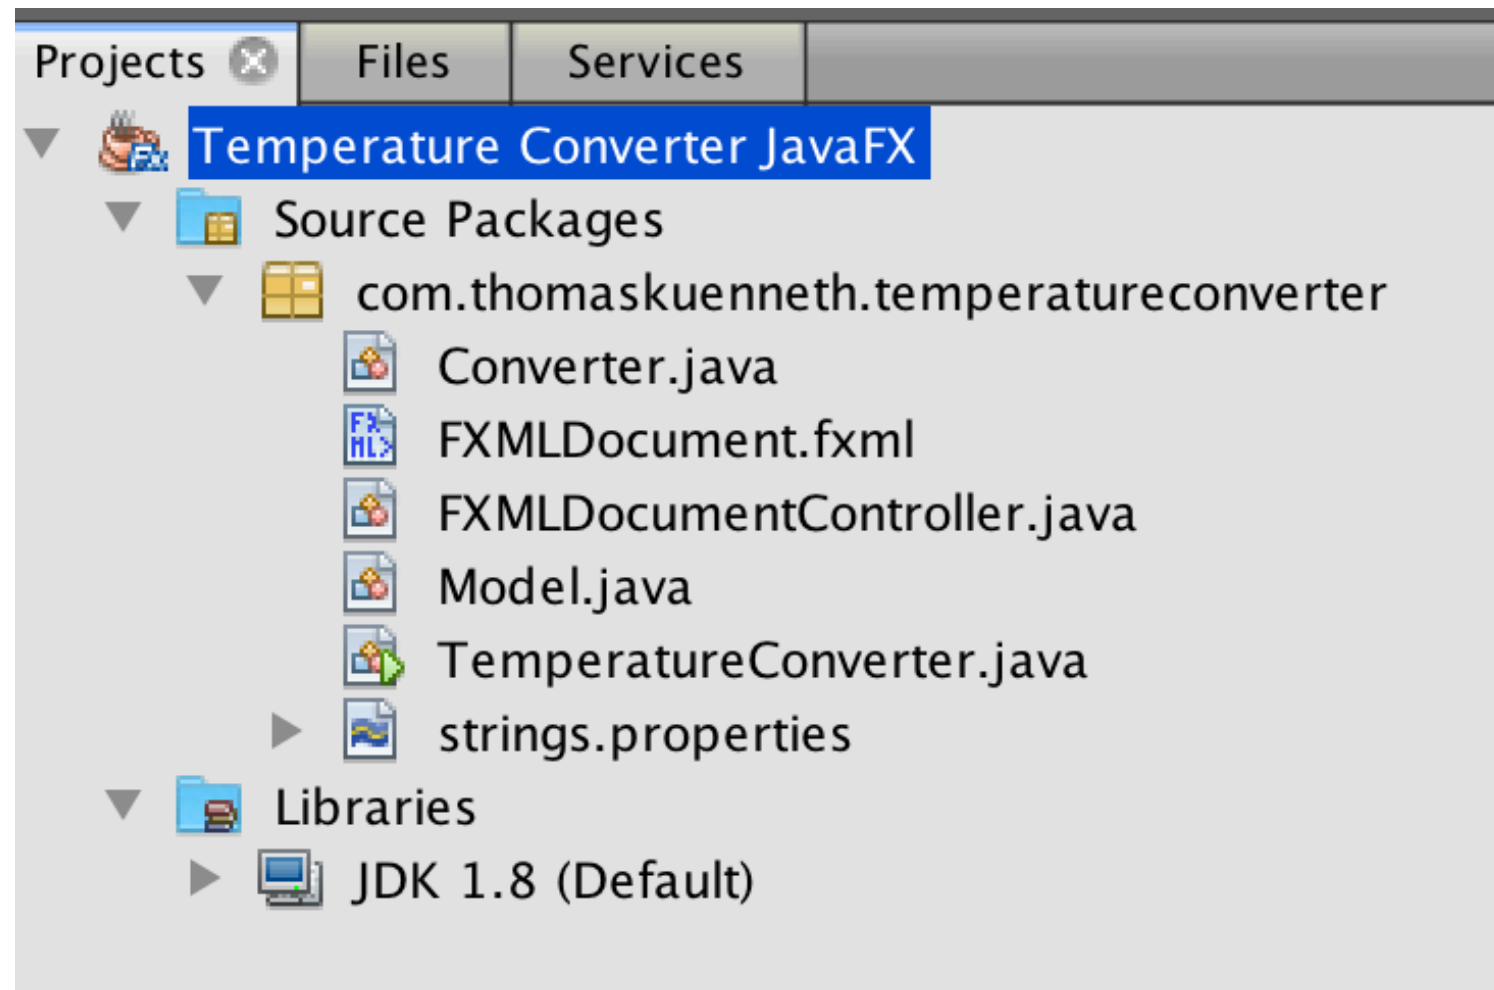 Projects Files Services
Temperature Converter JavaFX
Source Packages
com.thomaskuenneth.temperatureconverter
Converter.java
FXMLDocument.fxml
FXMLDocumentController.java
Model.java
TemperatureConverter.java
strings.properties
Libraries
JDK 1.8 (Default)